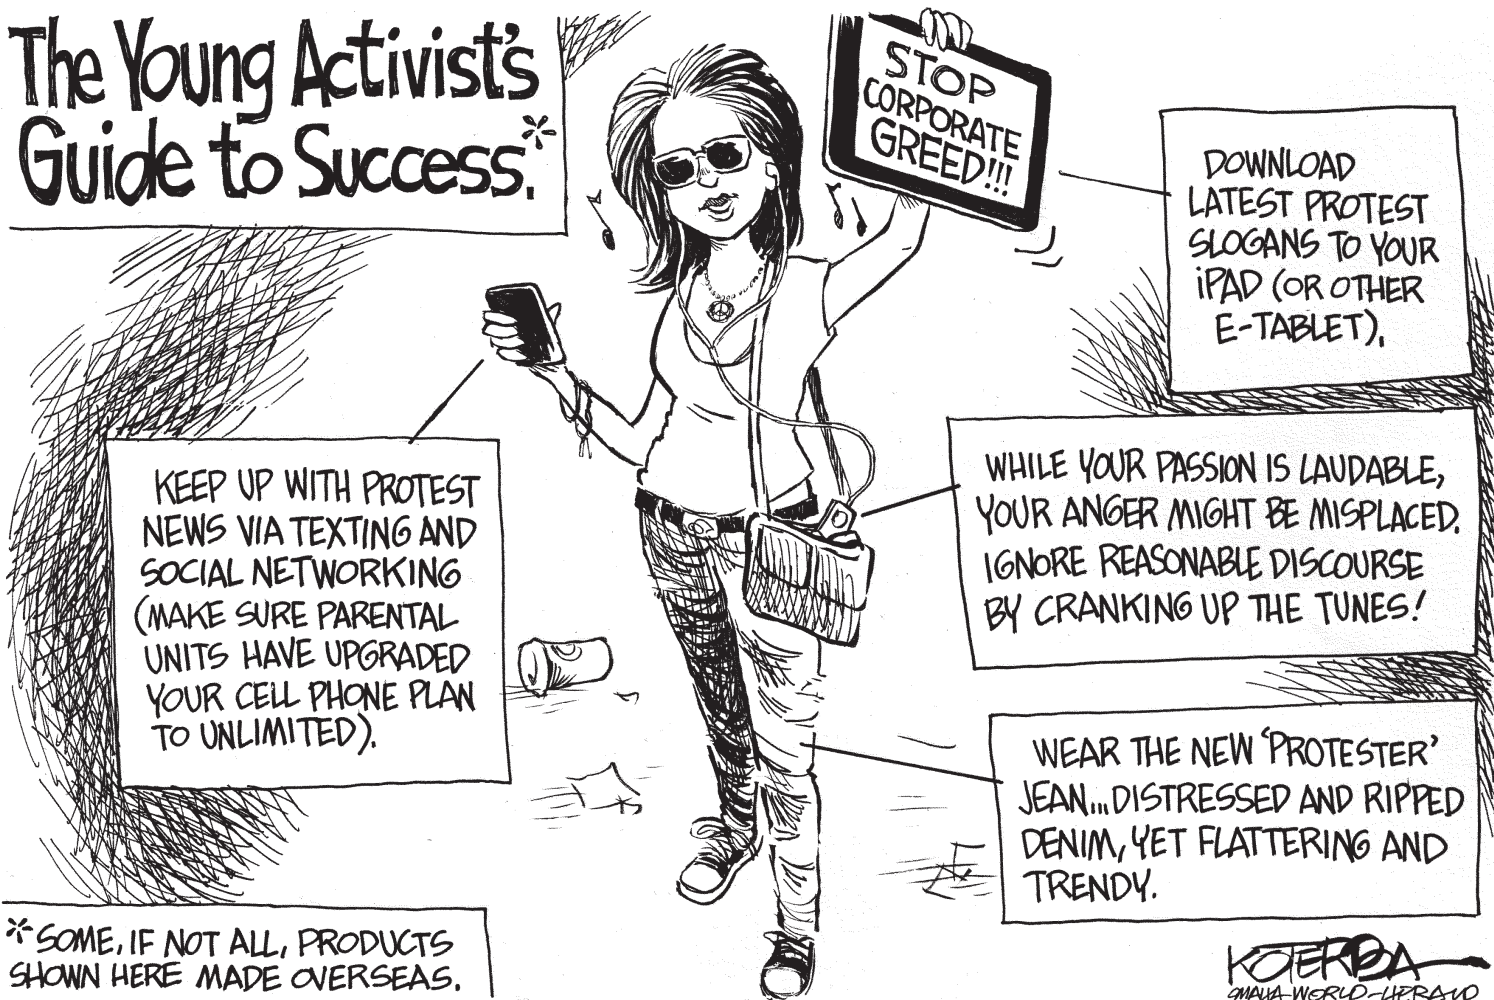 The Young Activist's
Guide to Success.*
STOP
CORPORATE
GREED!!!
DOWNLOAD
LATEST PROTEST
SLOGANS TO YOUR
iPAD (OR OTHER
E-TABLET).
KEEP UP WITH PROTEST
NEWS VIA TEXTING AND
SOCIAL NETWORKING
(MAKE SURE PARENTAL
UNITS HAVE UPGRADED
YOUR CELL PHONE PLAN
TO UNLIMITED).
WHILE YOUR PASSION IS LAUDABLE,
YOUR ANGER MIGHT BE MISPLACED.
IGNORE REASONABLE DISCOURSE
BY CRANKING UP THE TUNES!
WEAR THE NEW 'PROTESTER'
JEAN...DISTRESSED AND RIPPED
DENIM, YET FLATTERING AND
TRENDY.
*SOME, IF NOT ALL, PRODUCTS
SHOWN HERE MADE OVERSEAS.
KOTERBA
OMAHA WORLD-HERALD